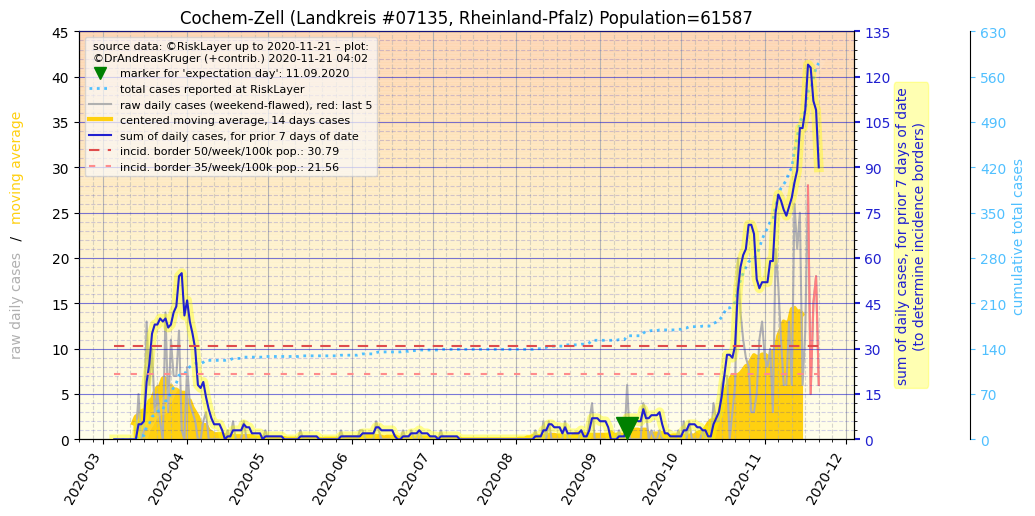 Cochem-Zell (Landkreis #07135, Rheinland-Pfalz) Population=61587
source data: ©RiskLayer up to 2020-11-21 – plot:
©DrAndreasKruger (+contrib.) 2020-11-21 04:02
marker for 'expectation day': 11.09.2020
total cases reported at RiskLayer
raw daily cases (weekend-flawed), red: last 5
centered moving average, 14 days cases
sum of daily cases, for prior 7 days of date
incid. border 50/week/100k pop.: 30.79
incid. border 35/week/100k pop.: 21.56
raw daily cases / moving average
45
40
35
30
25
20
15
10
5
0
2020-03
2020-04
2020-05
2020-06
2020-07
2020-08
2020-09
2020-10
2020-11
2020-12
135
120
105
90
75
60
45
30
15
0
sum of daily cases, for prior 7 days of date
(to determine incidence borders)
630
560
490
420
350
280
210
140
70
0
cumulative total cases